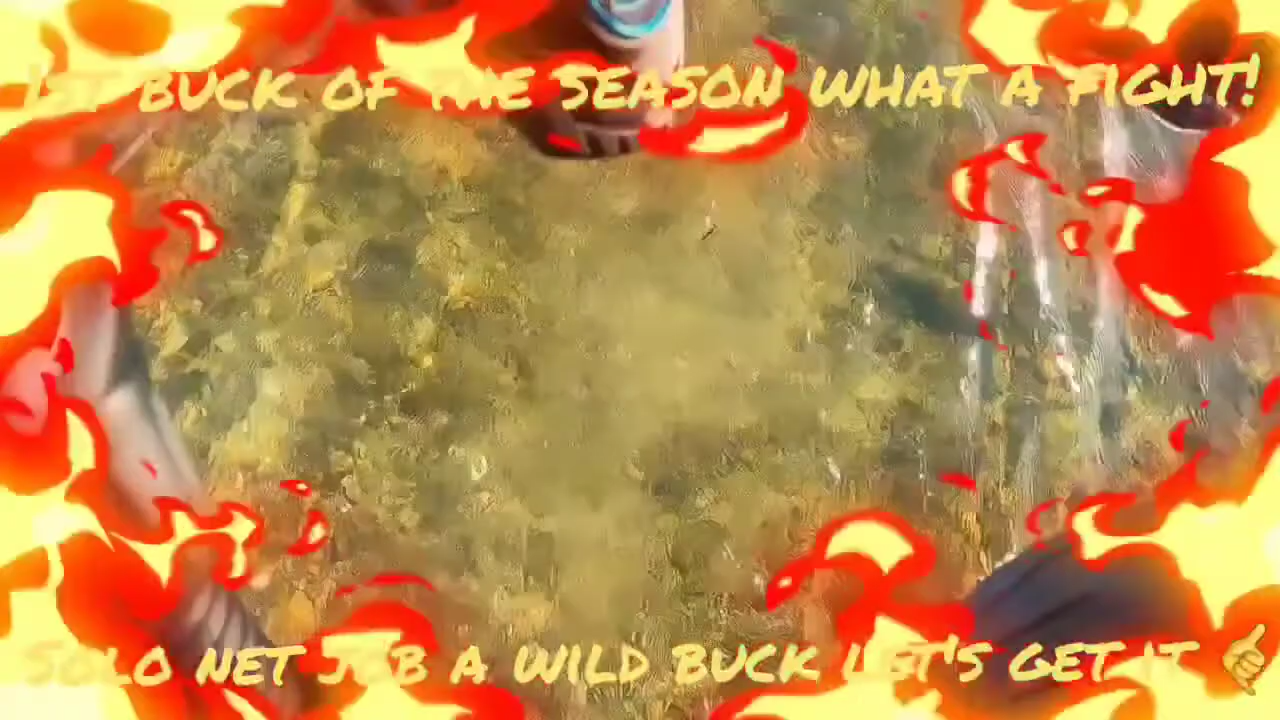 1ST BUCK OF THE SEASON WHAT A FIGHT!
SOLO NET JOB A WILD BUCK LET'S GET IT 🤙